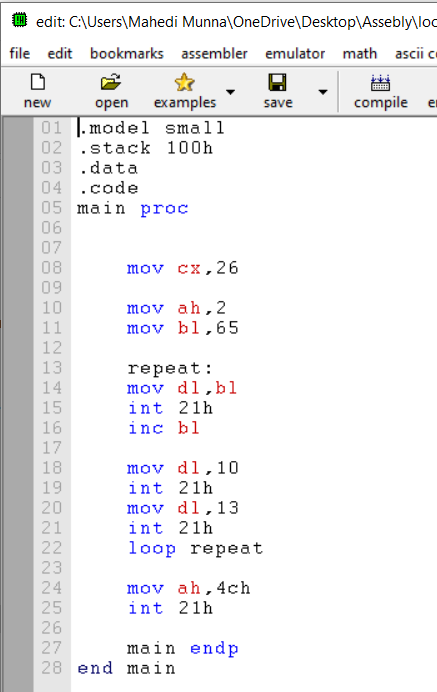 edit: C:\Users\Mahedi Munna\OneDrive\Desktop\Assebly\loo
file edit bookmarks assembler emulator math ascii c
new open examples save compile e
01 .model small
02 .stack 100h
03 .data
04 .code
05 main proc
06
07
08 mov cx,26
09
10 mov ah,2
11 mov bl,65
12
13 repeat:
14 mov dl,bl
15 int 21h
16 inc bl
17
18 mov dl,10
19 int 21h
20 mov dl,13
21 int 21h
22 loop repeat
23
24 mov ah,4ch
25 int 21h
26
27 main endp
28 end main